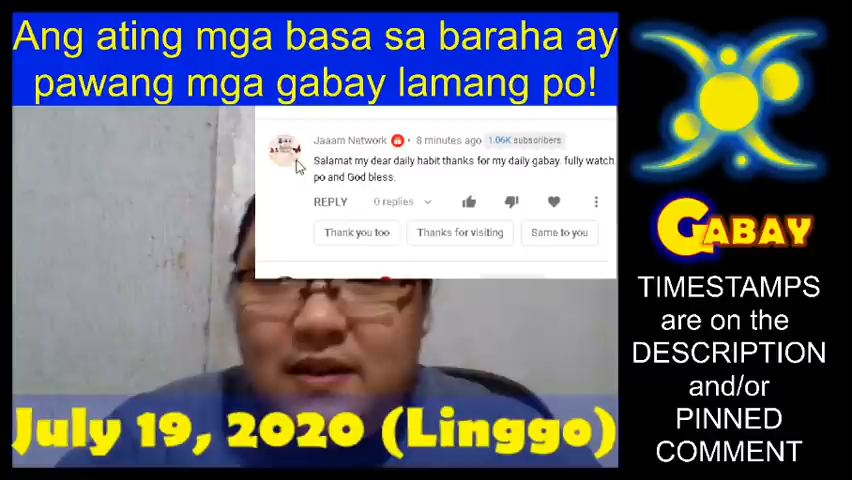 Ang ating mga basa sa baraha ay
pawang mga gabay lamang po!
Jaaam Network • 8 minutes ago 1.06K subscribers
Salamat my dear daily habit thanks for my daily gabay. fully watch
po and God bless.
REPLY 0 replies
Thank you too Thanks for visiting Same to you
July 19, 2020 (Linggo)
GABAY
TIMESTAMPS
are on the
DESCRIPTION
and/or
PINNED
COMMENT